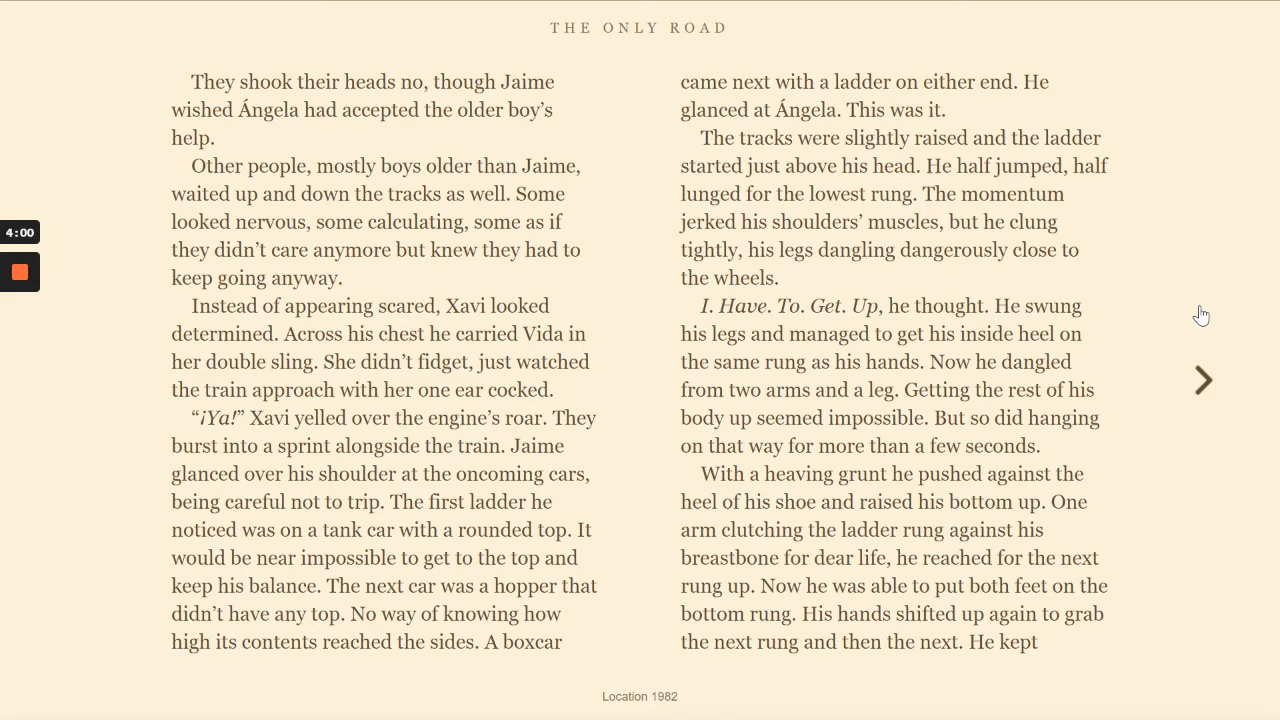 THE ONLY ROAD
They shook their heads no, though Jaime
wished Ángela had accepted the older boy’s
help.
Other people, mostly boys older than Jaime,
waited up and down the tracks as well. Some
looked nervous, some calculating, some as if
they didn’t care anymore but knew they had to
keep going anyway.
Instead of appearing scared, Xavi looked
determined. Across his chest he carried Vida in
her double sling. She didn’t fidget, just watched
the train approach with her one ear cocked.
“¡Ya!” Xavi yelled over the engine’s roar. They
burst into a sprint alongside the train. Jaime
glanced over his shoulder at the oncoming cars,
being careful not to trip. The first ladder he
noticed was on a tank car with a rounded top. It
would be near impossible to get to the top and
keep his balance. The next car was a hopper that
didn’t have any top. No way of knowing how
high its contents reached the sides. A boxcar
came next with a ladder on either end. He
glanced at Ángela. This was it.
The tracks were slightly raised and the ladder
started just above his head. He half jumped, half
lunged for the lowest rung. The momentum
jerked his shoulders’ muscles, but he clung
tightly, his legs dangling dangerously close to
the wheels.
I. Have. To. Get. Up, he thought. He swung
his legs and managed to get his inside heel on
the same rung as his hands. Now he dangled
from two arms and a leg. Getting the rest of his
body up seemed impossible. But so did hanging
on that way for more than a few seconds.
With a heaving grunt he pushed against the
heel of his shoe and raised his bottom up. One
arm clutching the ladder rung against his
breastbone for dear life, he reached for the next
rung up. Now he was able to put both feet on the
bottom rung. His hands shifted up again to grab
the next rung and then the next. He kept
4:00
Location 1982